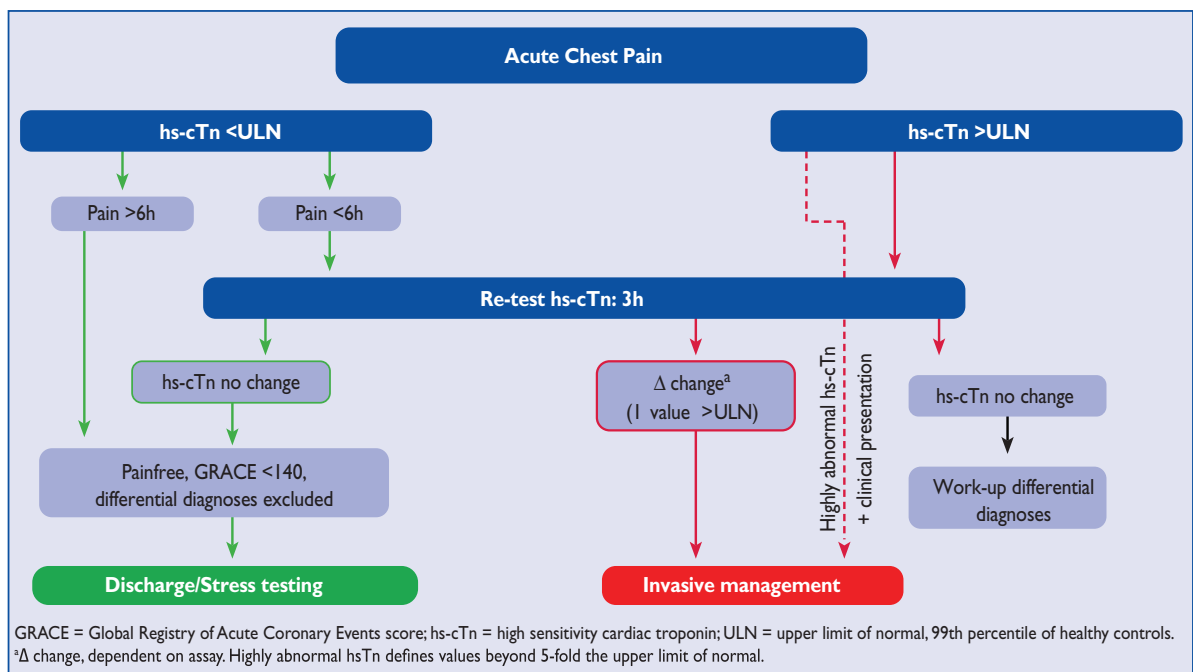 Acute Chest Pain
hs-cTn <ULN
hs-cTn >ULN
Pain >6h
Pain <6h
Re-test hs-cTn: 3h
hs-cTn no change
Δ changeᵃ
(1 value >ULN)
Highly abnormal hs-cTn
+ clinical presentation
hs-cTn no change
Painfree, GRACE <140,
differential diagnoses excluded
Work-up differential
diagnoses
Discharge/Stress testing
Invasive management
GRACE = Global Registry of Acute Coronary Events score; hs-cTn = high sensitivity cardiac troponin; ULN = upper limit of normal, 99th percentile of healthy controls.
ᵃΔ change, dependent on assay. Highly abnormal hsTn defines values beyond 5-fold the upper limit of normal.